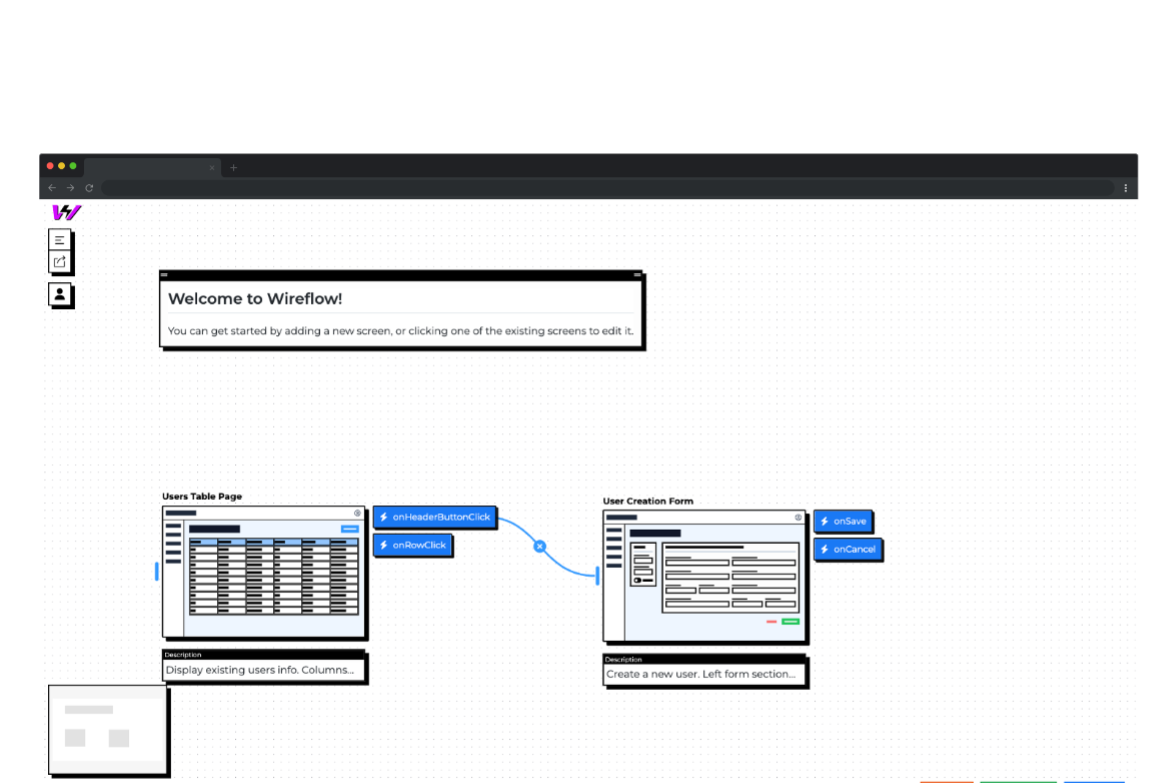 Welcome to Wireflow!
You can get started by adding a new screen, or clicking one of the existing screens to edit it.
Users Table Page
onHeaderButtonClick
onRowClick
Description
Display existing users info. Columns...
User Creation Form
onSave
onCancel
Description
Create a new user. Left form section...